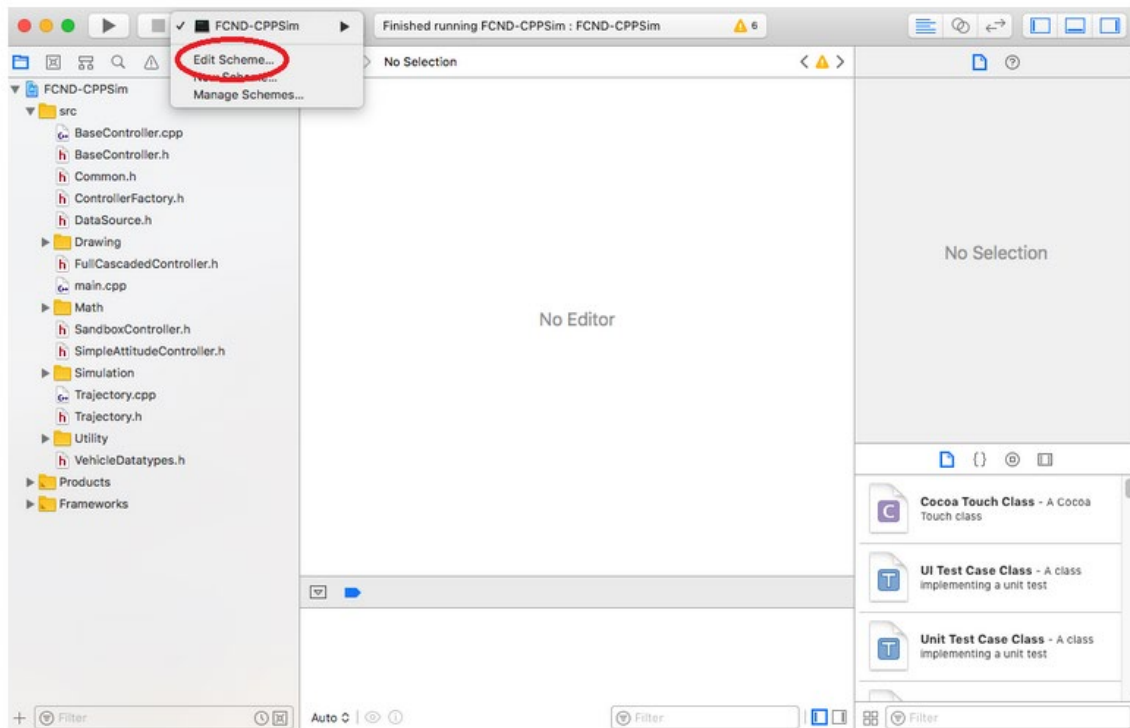 FCND-CPPSim
Finished running FCND-CPPSim : FCND-CPPSim
6
Edit Scheme...
New Scheme...
Manage Schemes...
No Selection
FCND-CPPSim
src
BaseController.cpp
BaseController.h
Common.h
ControllerFactory.h
DataSource.h
Drawing
FullCascadedController.h
main.cpp
Math
SandboxController.h
SimpleAttitudeController.h
Simulation
Trajectory.cpp
Trajectory.h
Utility
VehicleDatatypes.h
Products
Frameworks
No Editor
No Selection
Cocoa Touch Class - A Cocoa
Touch class
UI Test Case Class - A class
implementing a unit test
Unit Test Case Class - A class
implementing a unit test
Filter
Auto
Filter
Filter